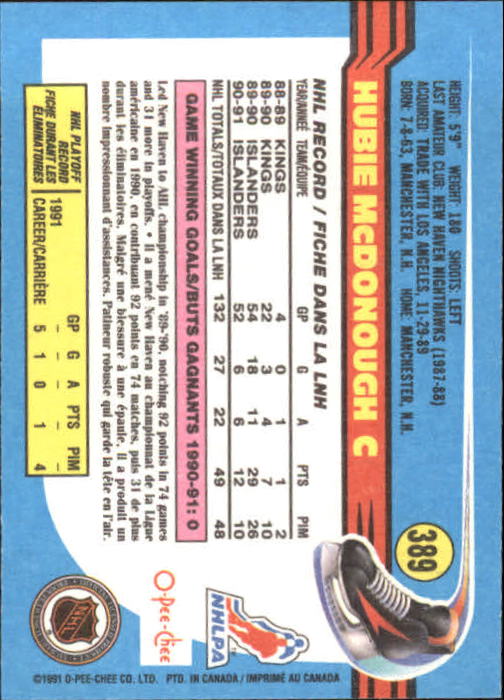 389
HUBIE McDONOUGH C
HEIGHT: 5'9" WEIGHT: 180 SHOOTS: LEFT
LAST AMATEUR CLUB: NEW HAVEN NIGHTHAWKS (1987-88)
ACQUIRED: TRADE WITH LOS ANGELES, 11-29-89
BORN: 7-8-63, MANCHESTER, N.H. HOME: MANCHESTER, N.H.
NHL RECORD / FICHE DANS LA LNH
YEAR/ANNÉE TEAM/ÉQUIPE GP G A PTS PIM
88-89 KINGS 4 0 1 1 2
89-90 KINGS 22 3 4 7 10
89-90 ISLANDERS 54 18 11 29 26
90-91 ISLANDERS 52 6 6 12 10
NHL TOTALS/TOTAUX DANS LA LNH 132 27 22 49 48
GAME WINNING GOALS/BUTS GAGNANTS 1990-91: 0
Led New Haven to AHL championship in '89-'90, notching 92 points in 74 games
and 31 more in playoffs. • Il a mené New Haven au championnat de la Ligue
américaine en 1990, en contribuant 92 points en 74 matches, puis 31 de plus
durant les éliminatoires. Malgré une blessure à une épaule, il a produit un
nombre impressionnant d'assistances. Patineur robuste qui garde la tête en l'air.
NHL PLAYOFF
RECORD
FICHE DURANT LES
ÉLIMINATOIRES
GP G A PTS PIM
1991 – – – – –
CAREER/CARRIÈRE 5 1 0 1 4
NHLPA
O-Pee-Chee
NHL
©1991 O-PEE-CHEE CO. LTD. PTD. IN CANADA / IMPRIMÉ AU CANADA